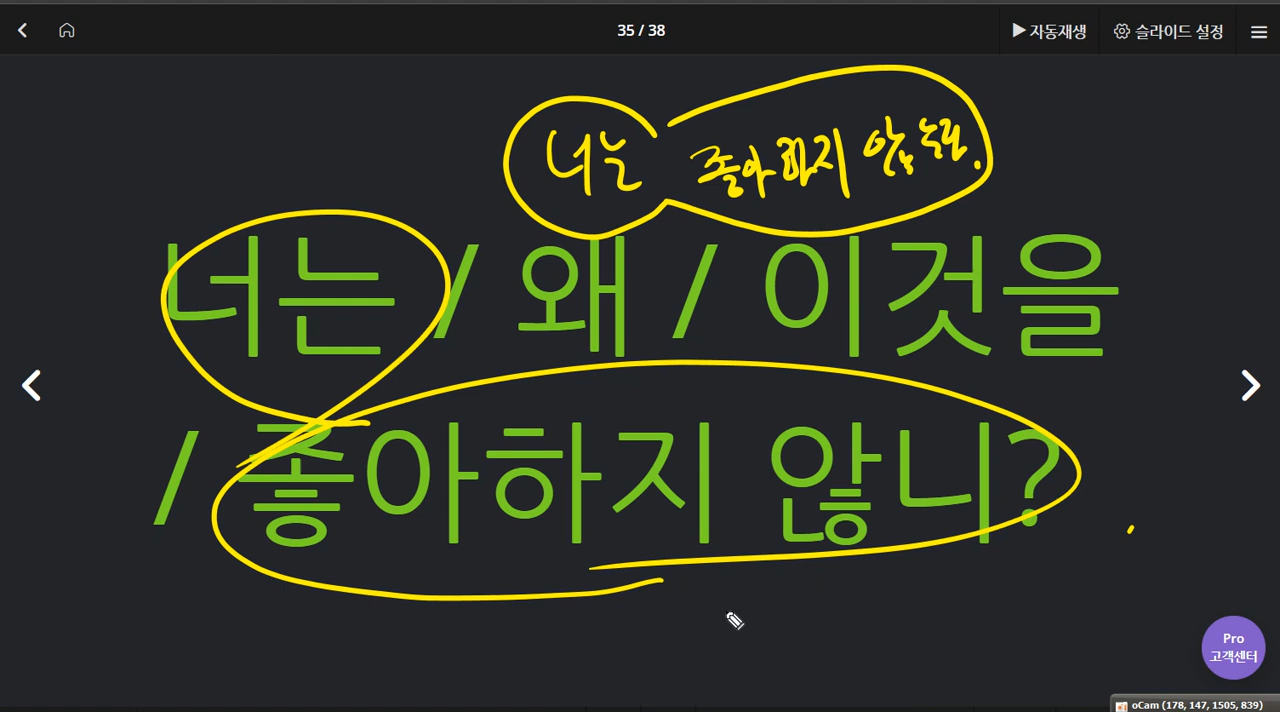 35 / 38
▶ 자동재생
슬라이드 설정
너는 좋아하지 않는다.
너는 / 왜 / 이것을
/ 좋아하지 않니?
Pro
고객센터
oCam (178, 147, 1505, 839)